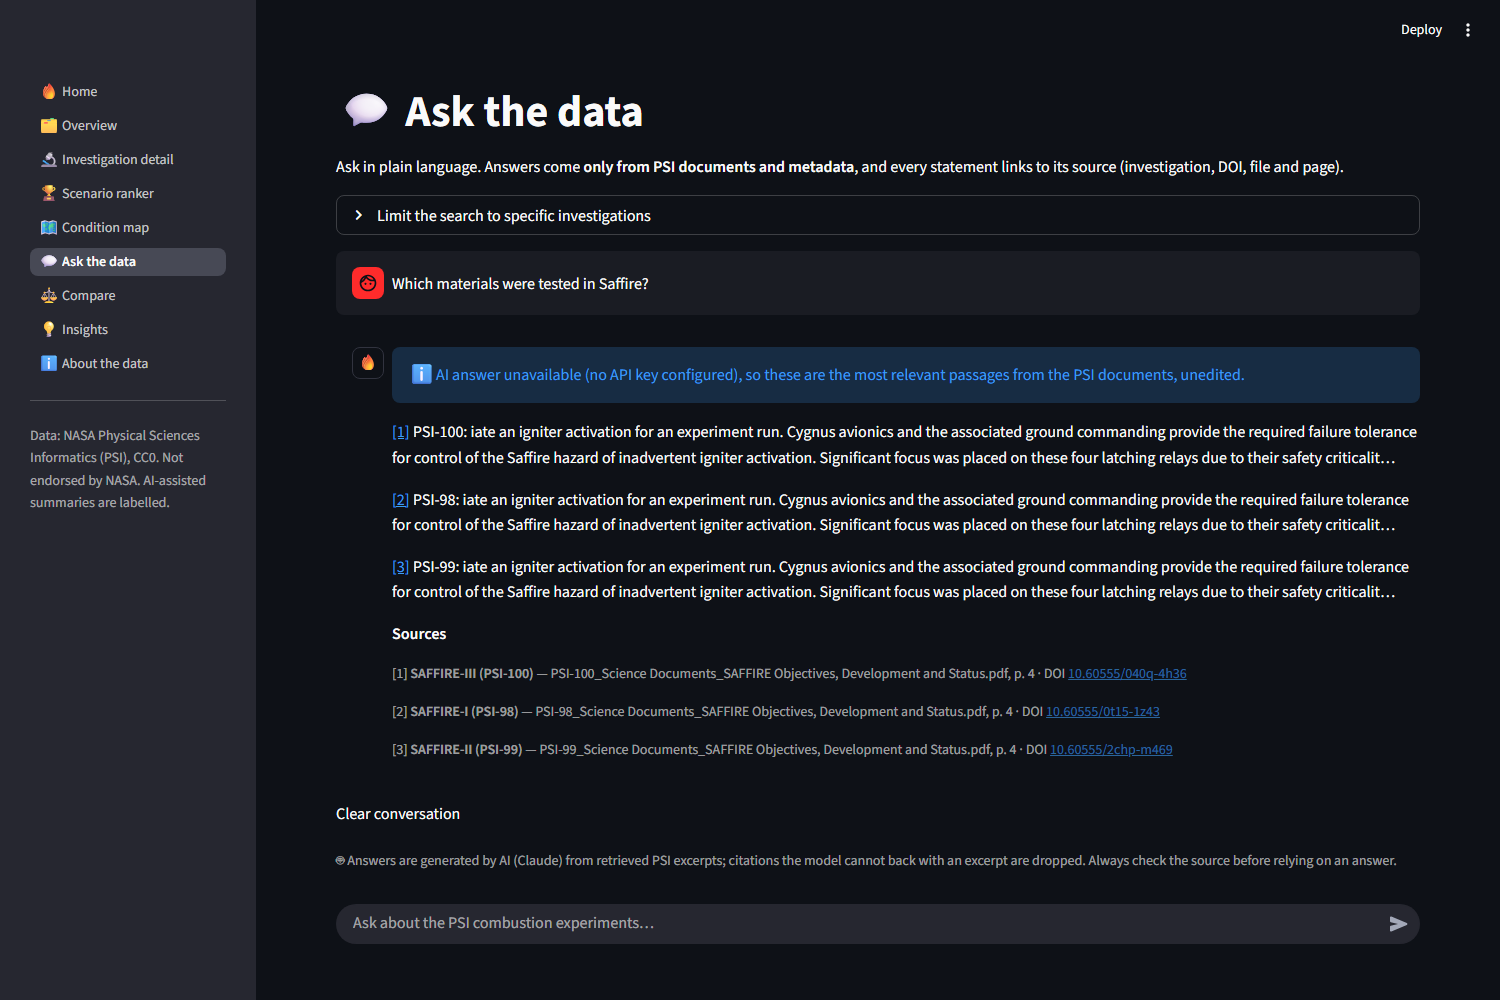 Deploy
Home
Overview
Investigation detail
Scenario ranker
Condition map
Ask the data
Compare
Insights
About the data
Data: NASA Physical Sciences
Informatics (PSI), CC0. Not
endorsed by NASA. AI-assisted
summaries are labelled.
Ask the data
Ask in plain language. Answers come only from PSI documents and metadata, and every statement links to its source (investigation, DOI, file and page).
Limit the search to specific investigations
Which materials were tested in Saffire?
AI answer unavailable (no API key configured), so these are the most relevant passages from the PSI documents, unedited.
[1] PSI-100: iate an igniter activation for an experiment run. Cygnus avionics and the associated ground commanding provide the required failure tolerance
for control of the Saffire hazard of inadvertent igniter activation. Significant focus was placed on these four latching relays due to their safety criticalit…
[2] PSI-98: iate an igniter activation for an experiment run. Cygnus avionics and the associated ground commanding provide the required failure tolerance
for control of the Saffire hazard of inadvertent igniter activation. Significant focus was placed on these four latching relays due to their safety criticalit…
[3] PSI-99: iate an igniter activation for an experiment run. Cygnus avionics and the associated ground commanding provide the required failure tolerance
for control of the Saffire hazard of inadvertent igniter activation. Significant focus was placed on these four latching relays due to their safety criticalit…
Sources
[1] SAFFIRE-III (PSI-100) — PSI-100_Science Documents_SAFFIRE Objectives, Development and Status.pdf, p. 4 · DOI 10.60555/040q-4h36
[2] SAFFIRE-I (PSI-98) — PSI-98_Science Documents_SAFFIRE Objectives, Development and Status.pdf, p. 4 · DOI 10.60555/0t15-1z43
[3] SAFFIRE-II (PSI-99) — PSI-99_Science Documents_SAFFIRE Objectives, Development and Status.pdf, p. 4 · DOI 10.60555/2chp-m469
Clear conversation
Answers are generated by AI (Claude) from retrieved PSI excerpts; citations the model cannot back with an excerpt are dropped. Always check the source before relying on an answer.
Ask about the PSI combustion experiments…